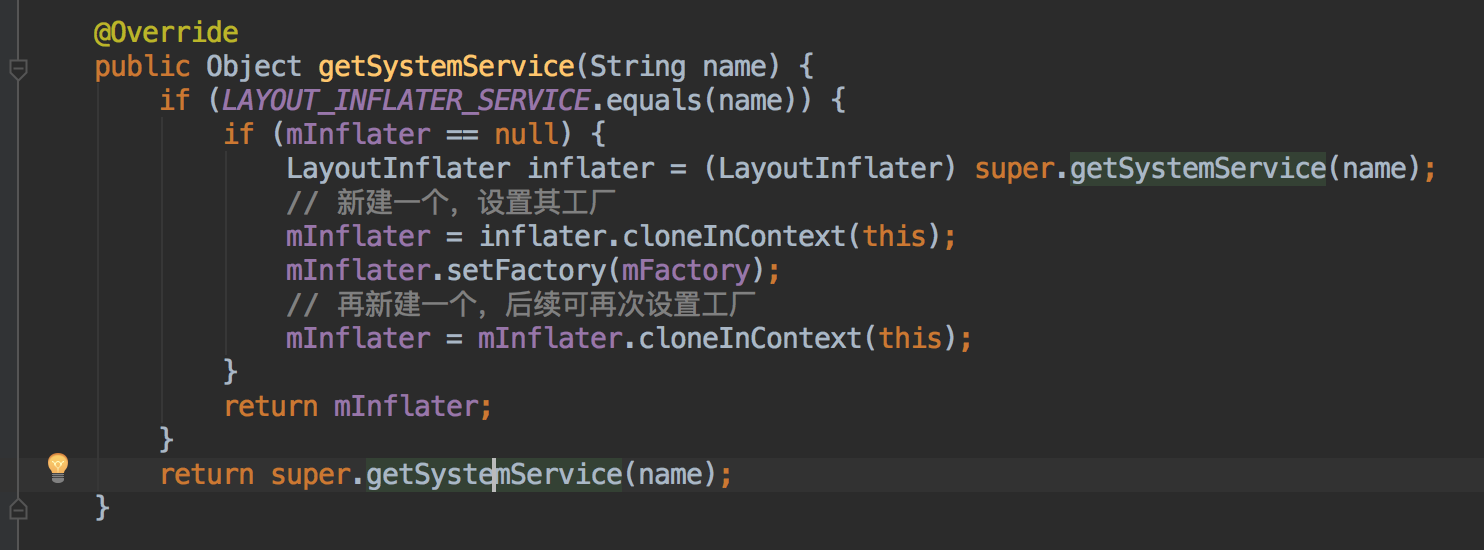 @Override
public Object getSystemService(String name) {
if (LAYOUT_INFLATER_SERVICE.equals(name)) {
if (mInflater == null) {
LayoutInflater inflater = (LayoutInflater) super.getSystemService(name);
// 新建一个，设置其工厂
mInflater = inflater.cloneInContext(this);
mInflater.setFactory(mFactory);
// 再新建一个，后续可再次设置工厂
mInflater = mInflater.cloneInContext(this);
}
return mInflater;
}
return super.getSystemService(name);
}